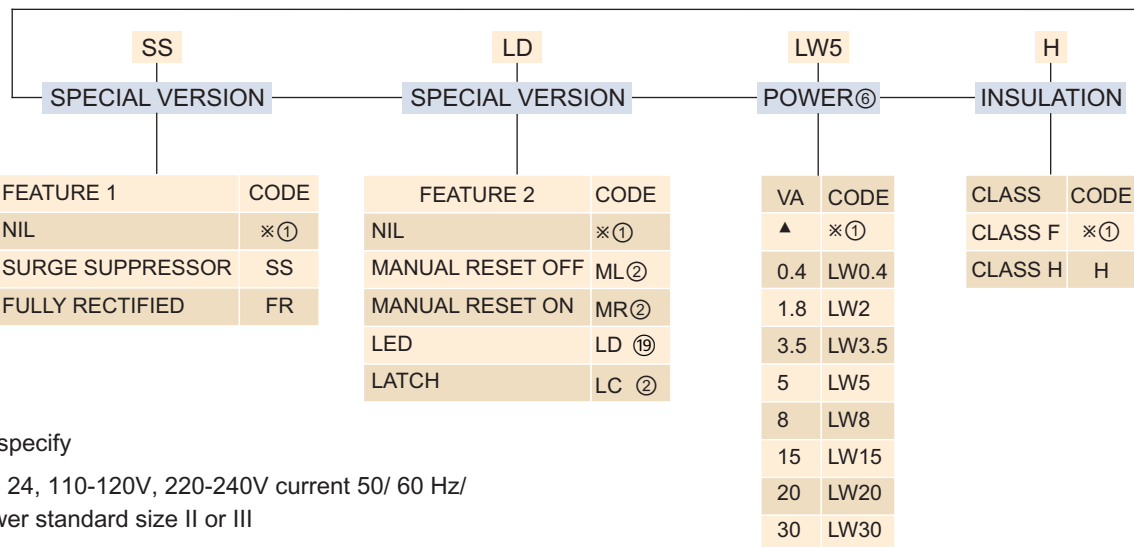 SS LD LW5 H
SPECIAL VERSION SPECIAL VERSION POWER⑥ INSULATION
FEATURE 1 CODE
NIL ※①
SURGE SUPPRESSOR SS
FULLY RECTIFIED FR
FEATURE 2 CODE
NIL ※①
MANUAL RESET OFF ML②
MANUAL RESET ON MR②
LED LD ⑲
LATCH LC ②
VA CODE
▲ ※①
0.4 LW0.4
1.8 LW2
3.5 LW3.5
5 LW5
8 LW8
15 LW15
20 LW20
30 LW30
CLASS CODE
CLASS F ※①
CLASS H H
specify
24, 110-120V, 220-240V current 50/ 60 Hz/
wer standard size II or III